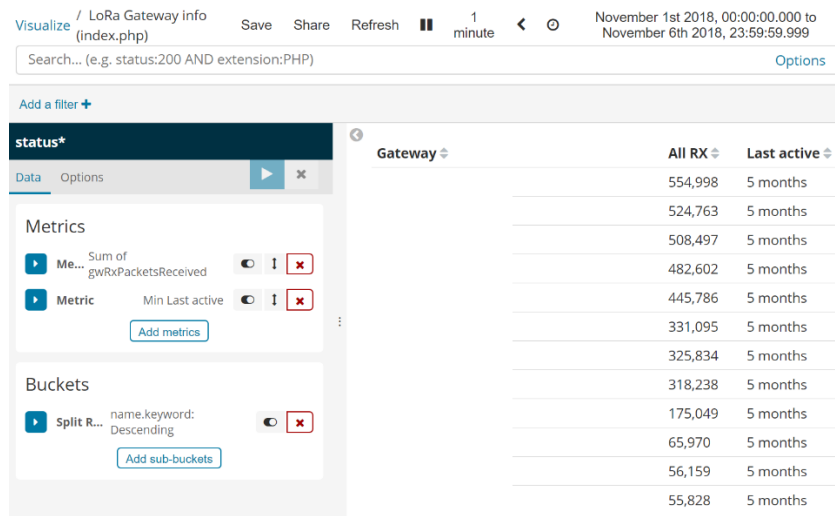 Visualize / LoRa Gateway info (index.php)
Save Share Refresh 1 minute
November 1st 2018, 00:00:00.000 to
November 6th 2018, 23:59:59.999
Search... (e.g. status:200 AND extension:PHP)
Options
Add a filter
status*
Data Options
Metrics
Me... Sum of
gwRxPacketsReceived
Metric Min Last active
Add metrics
Buckets
Split R... name.keyword:
Descending
Add sub-buckets
Gateway All RX Last active
554,998 5 months
524,763 5 months
508,497 5 months
482,602 5 months
445,786 5 months
331,095 5 months
325,834 5 months
318,238 5 months
175,049 5 months
65,970 5 months
56,159 5 months
55,828 5 months